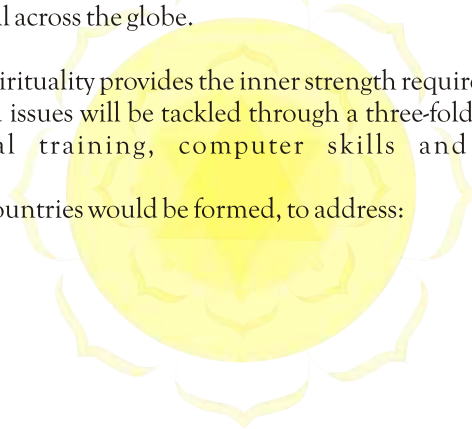 l across the globe.
irituality provides the inner strength require
issues will be tackled through a three-fold
al training, computer skills and
ountries would be formed, to address: